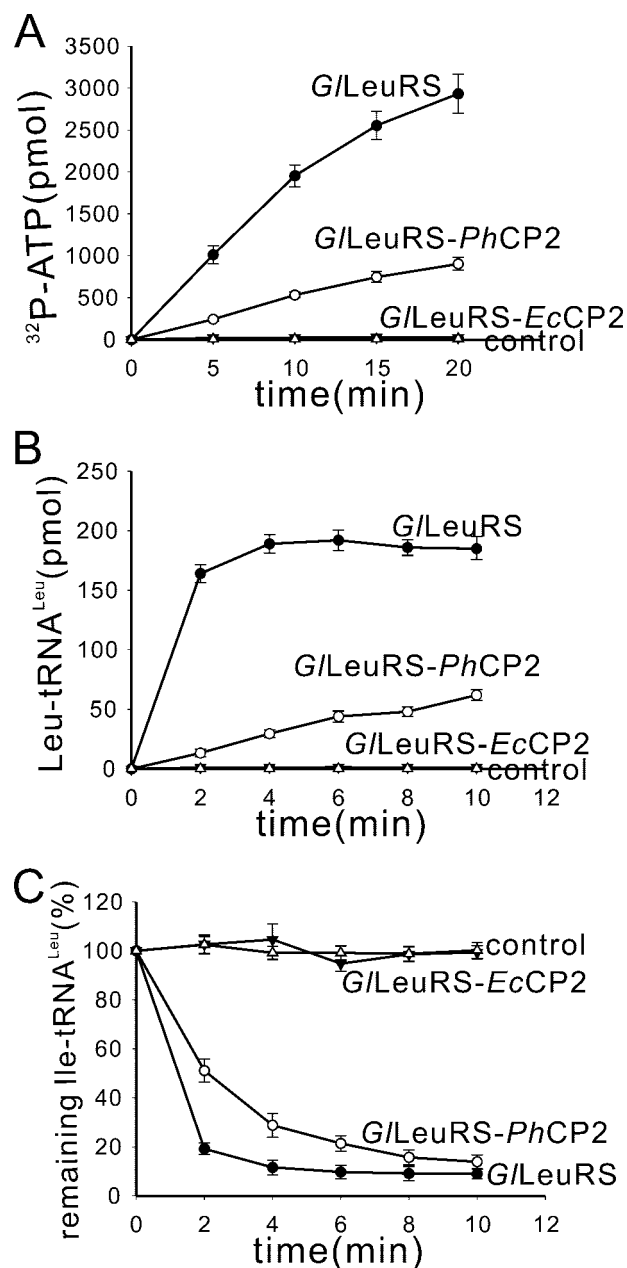 A
3500
3000
2500
2000
1500
1000
500
0
³²P-ATP(pmol)
GlLeuRS
GlLeuRS-PhCP2
GlLeuRS-EcCP2
control
0 5 10 15 20
time(min)
B
250
200
150
100
50
0
Leu-tRNA^Leu(pmol)
GlLeuRS
GlLeuRS-PhCP2
GlLeuRS-EcCP2
control
0 2 4 6 8 10 12
time(min)
C
120
100
80
60
40
20
0
remaining Ile-tRNA^Leu(%)
control
GlLeuRS-EcCP2
GlLeuRS-PhCP2
GlLeuRS
0 2 4 6 8 10 12
time(min)